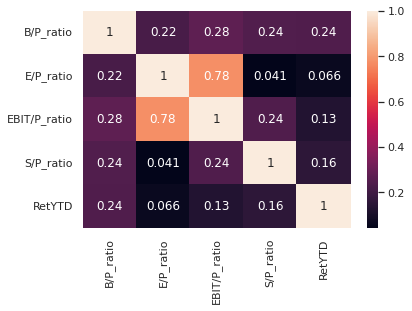 B/P_ratio 1 0.22 0.28 0.24 0.24
E/P_ratio 0.22 1 0.78 0.041 0.066
EBIT/P_ratio 0.28 0.78 1 0.24 0.13
S/P_ratio 0.24 0.041 0.24 1 0.16
RetYTD 0.24 0.066 0.13 0.16 1
B/P_ratio
E/P_ratio
EBIT/P_ratio
S/P_ratio
RetYTD
1.0
0.8
0.6
0.4
0.2